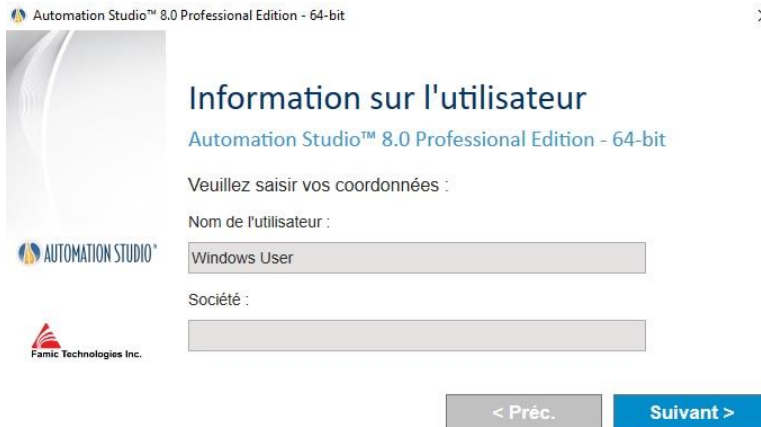 Automation Studio™ 8.0 Professional Edition - 64-bit
Information sur l'utilisateur
Automation Studio™ 8.0 Professional Edition - 64-bit
Veuillez saisir vos coordonnées :
Nom de l'utilisateur :
Windows User
AUTOMATION STUDIO®
Société :
Famic Technologies Inc.
< Préc.
Suivant >